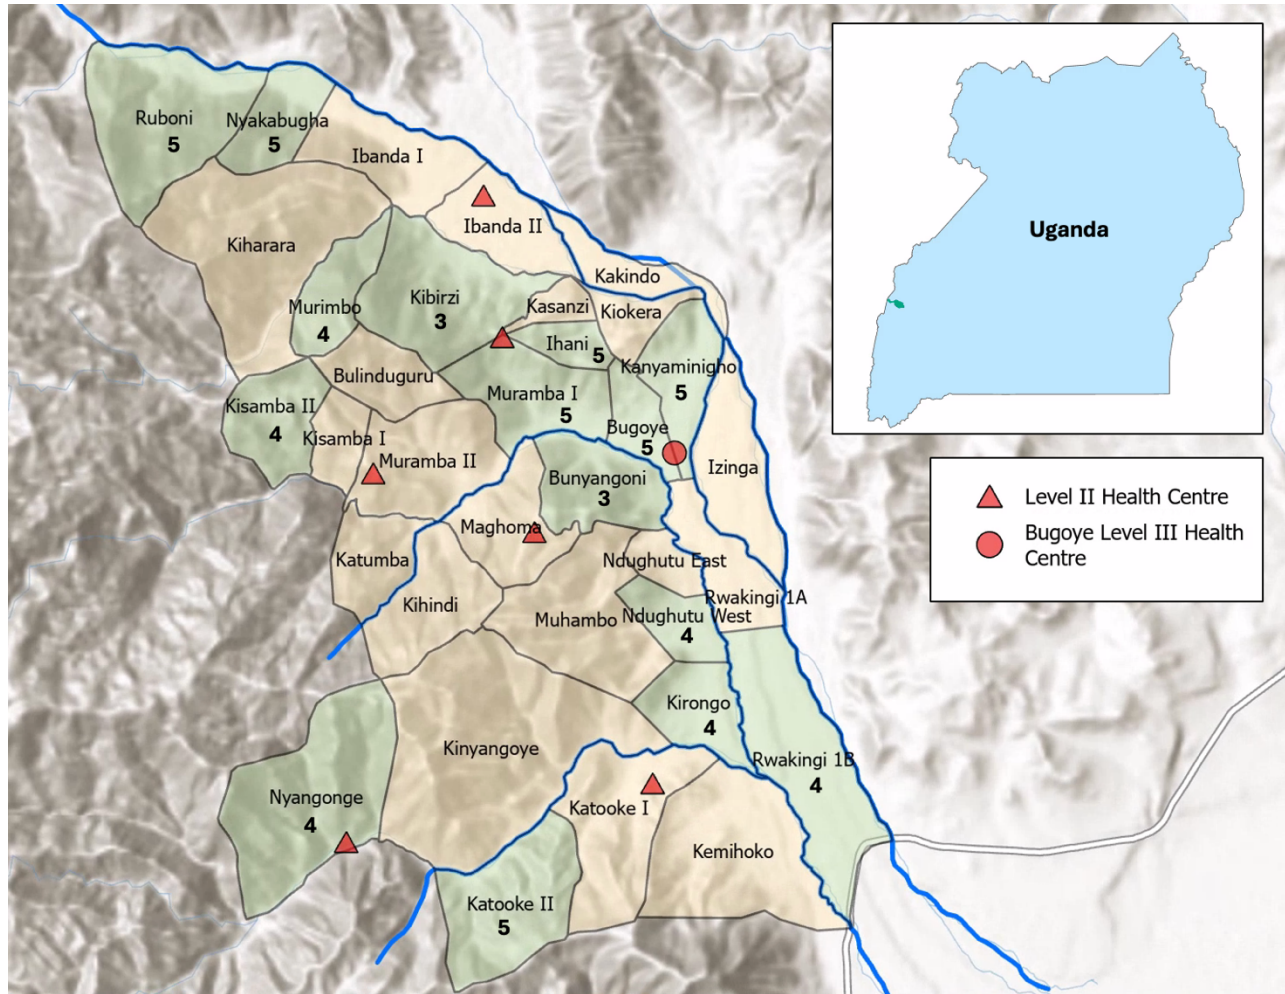 Ruboni
5
Nyakabugha
5
Ibanda I
Ibanda II
Kiharara
Kakindo
Murimbo
4
Kibirzi
3
Kasanzi
Kiokera
Ihani
5
Kanyaminigho
5
Bulinduguru
Muramba I
5
Kisamba II
4
Kisamba I
Bugoye
5
Muramba II
Izinga
Bunyangoni
3
Maghoma
Katumba
Ndughutu East
Kihindi
Muhambo
Rwakingi 1A
Ndughutu West
4
Kirongo
4
Kinyangoye
Rwakingi 1B
4
Nyangonge
4
Katooke I
Kemihoko
Katooke II
5
Uganda
Level II Health Centre
Bugoye Level III Health
Centre